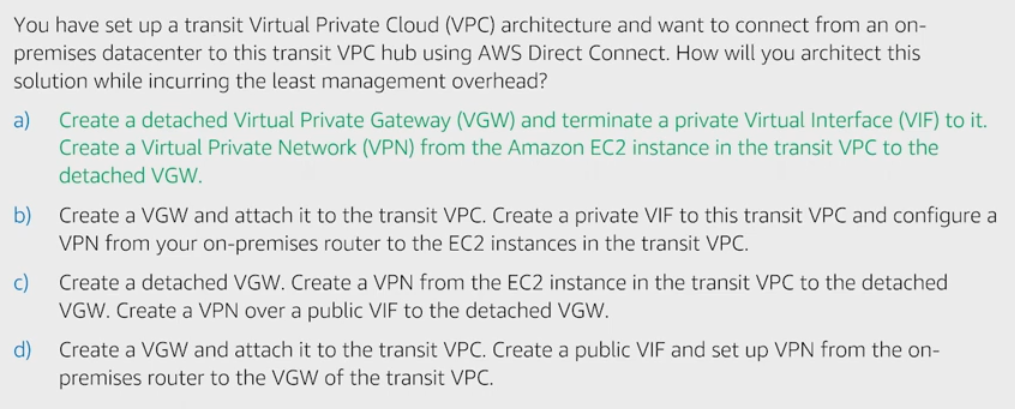 You have set up a transit Virtual Private Cloud (VPC) architecture and want to connect from an on-
premises datacenter to this transit VPC hub using AWS Direct Connect. How will you architect this
solution while incurring the least management overhead?
a) Create a detached Virtual Private Gateway (VGW) and terminate a private Virtual Interface (VIF) to it.
Create a Virtual Private Network (VPN) from the Amazon EC2 instance in the transit VPC to the
detached VGW.
b) Create a VGW and attach it to the transit VPC. Create a private VIF to this transit VPC and configure a
VPN from your on-premises router to the EC2 instances in the transit VPC.
c) Create a detached VGW. Create a VPN from the EC2 instance in the transit VPC to the detached
VGW. Create a VPN over a public VIF to the detached VGW.
d) Create a VGW and attach it to the transit VPC. Create a public VIF and set up VPN from the on-
premises router to the VGW of the transit VPC.